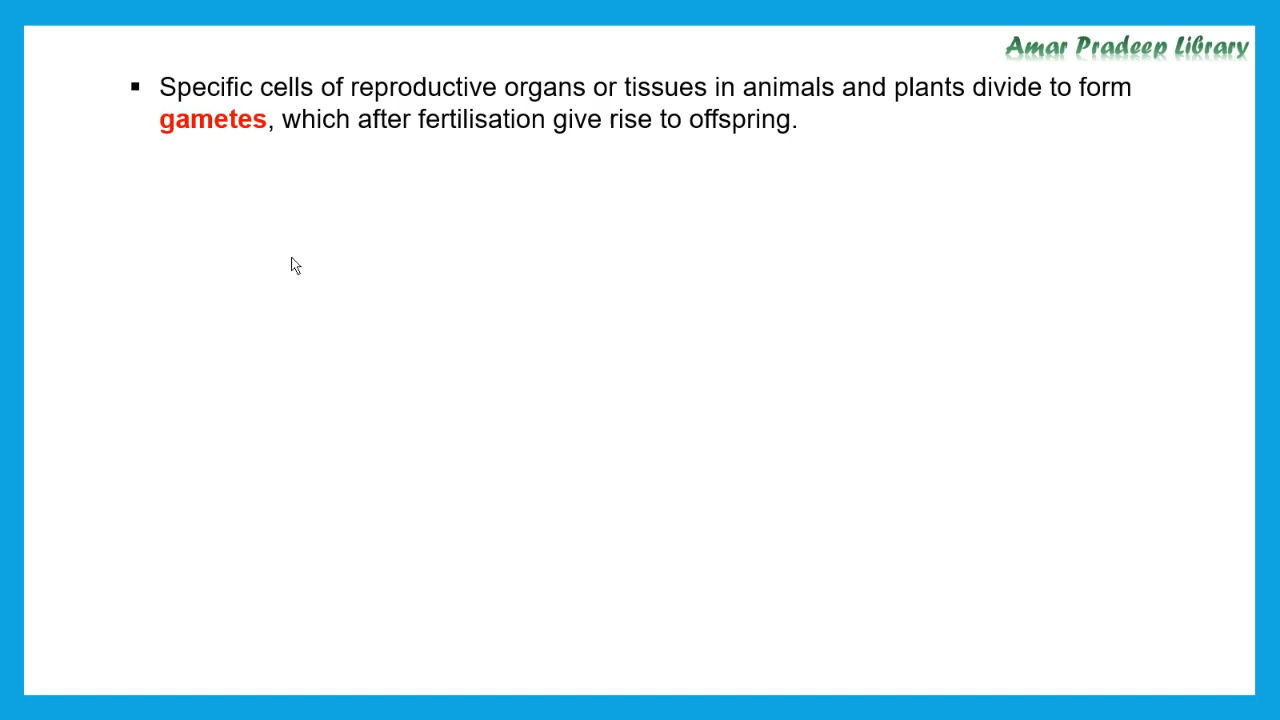 Amar Pradeep Library
▪ Specific cells of reproductive organs or tissues in animals and plants divide to form
gametes, which after fertilisation give rise to offspring.